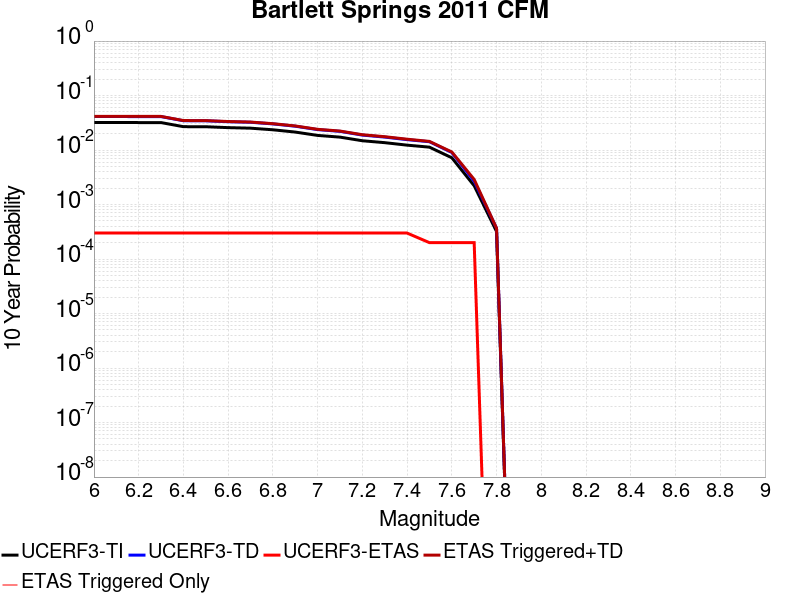 Bartlett Springs 2011 CFM
10 0
10 -1
10 -2
10 -3
10 -4
10 -5
10 -6
10 -7
10 -8
10 Year Probability
6 6.2 6.4 6.6 6.8 7 7.2 7.4 7.6 7.8 8 8.2 8.4 8.6 8.8 9
Magnitude
UCERF3-TI UCERF3-TD UCERF3-ETAS ETAS Triggered+TD
ETAS Triggered Only